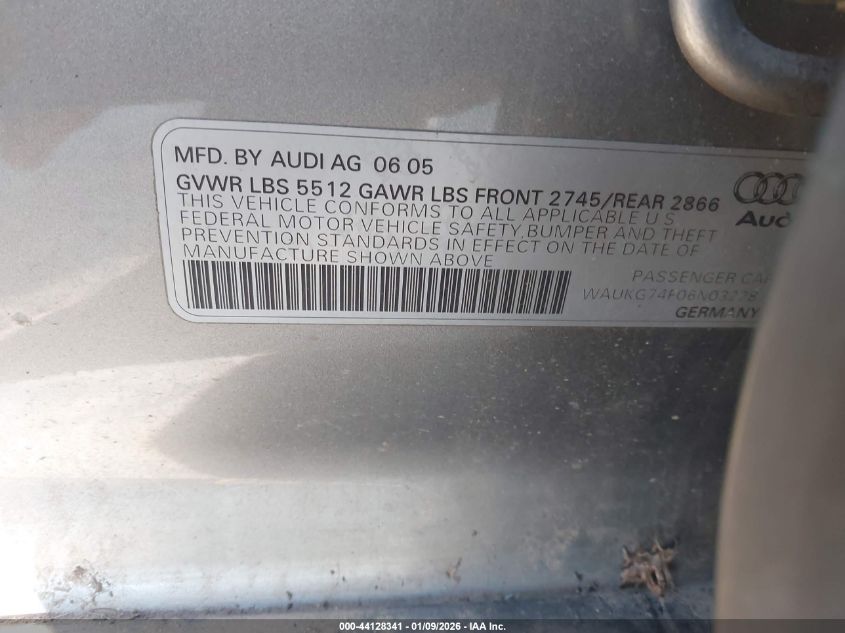 MFD. BY AUDI AG 06 05
GVWR LBS 5512 GAWR LBS FRONT 2745/REAR 2866
THIS VEHICLE CONFORMS TO ALL APPLICABLE U S
FEDERAL MOTOR VEHICLE SAFETY, BUMPER AND THEFT
PREVENTION STANDARDS IN EFFECT ON THE DATE OF
MANUFACTURE SHOWN ABOVE
Aud
PASSENGER CAR
WAUKG74F06N03278
GERMANY
000-44128341 - 01/09/2026 - IAA Inc.